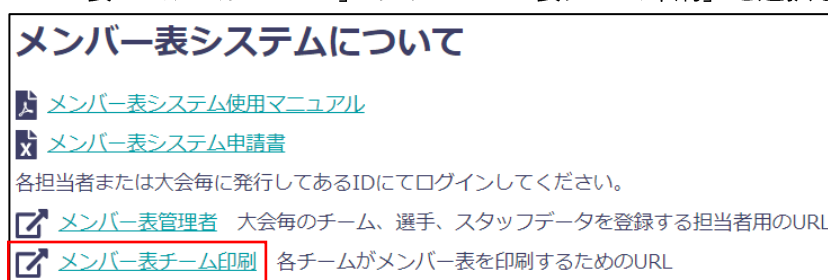 メンバー表システムについて
メンバー表システム使用マニュアル
メンバー表システム申請書
各担当者または大会毎に発行してあるIDにてログインしてください。
メンバー表管理者 大会毎のチーム、選手、スタッフデータを登録する担当者用のURL
メンバー表チーム印刷 各チームがメンバー表を印刷するためのURL